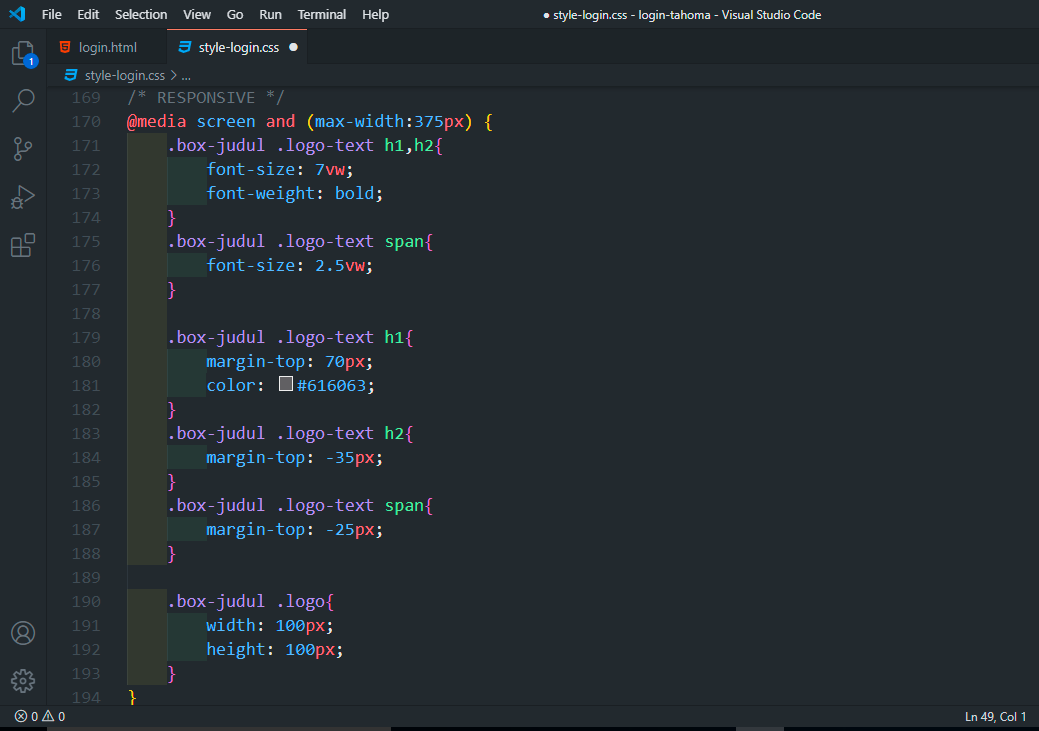 File Edit Selection View Go Run Terminal Help ● style-login.css - login-tahoma - Visual Studio Code
login.html style-login.css ●
style-login.css > ...
1
169 /* RESPONSIVE */
170 @media screen and (max-width:375px) {
171 .box-judul .logo-text h1,h2{
172 font-size: 7vw;
173 font-weight: bold;
174 }
175 .box-judul .logo-text span{
176 font-size: 2.5vw;
177 }
178
179 .box-judul .logo-text h1{
180 margin-top: 70px;
181 color: #616063;
182 }
183 .box-judul .logo-text h2{
184 margin-top: -35px;
185 }
186 .box-judul .logo-text span{
187 margin-top: -25px;
188 }
189
190 .box-judul .logo{
191 width: 100px;
192 height: 100px;
193 }
194 }
0 0 Ln 49, Col 1